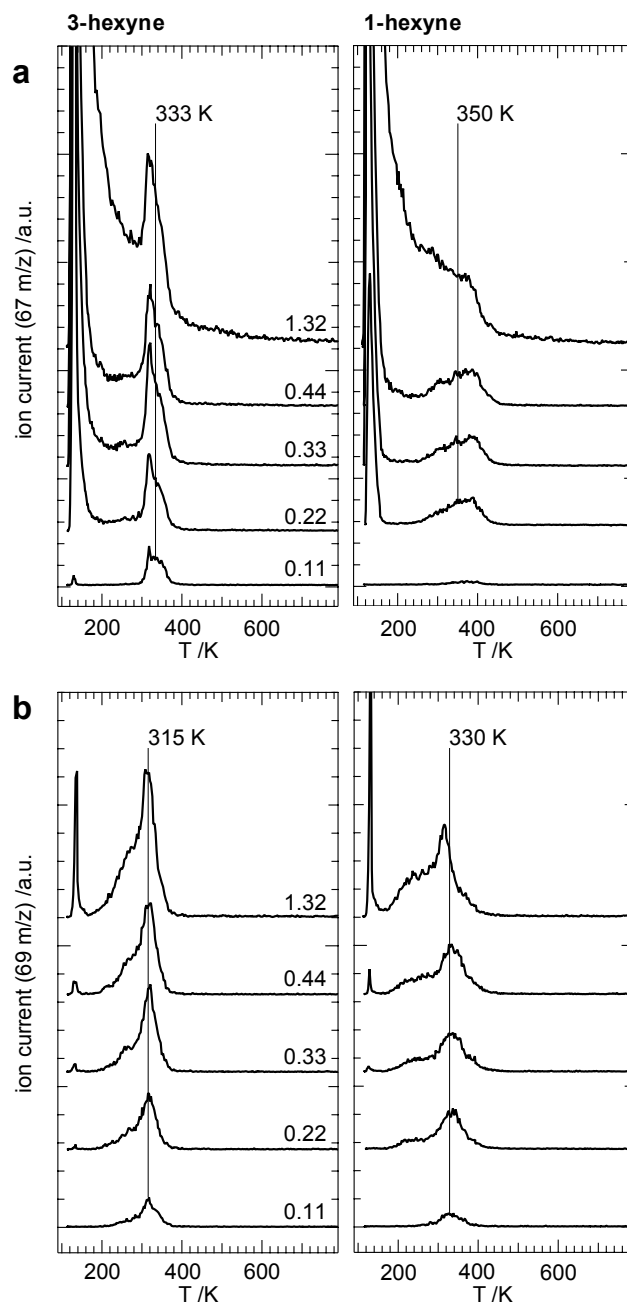 3-hexyne
1-hexyne
a
333 K
350 K
ion current (67 m/z) /a.u.
1.32
0.44
0.33
0.22
0.11
200 400 600
200 400 600
T /K
T /K
b
315 K
330 K
ion current (69 m/z) /a.u.
1.32
0.44
0.33
0.22
0.11
200 400 600
200 400 600
T /K
T /K